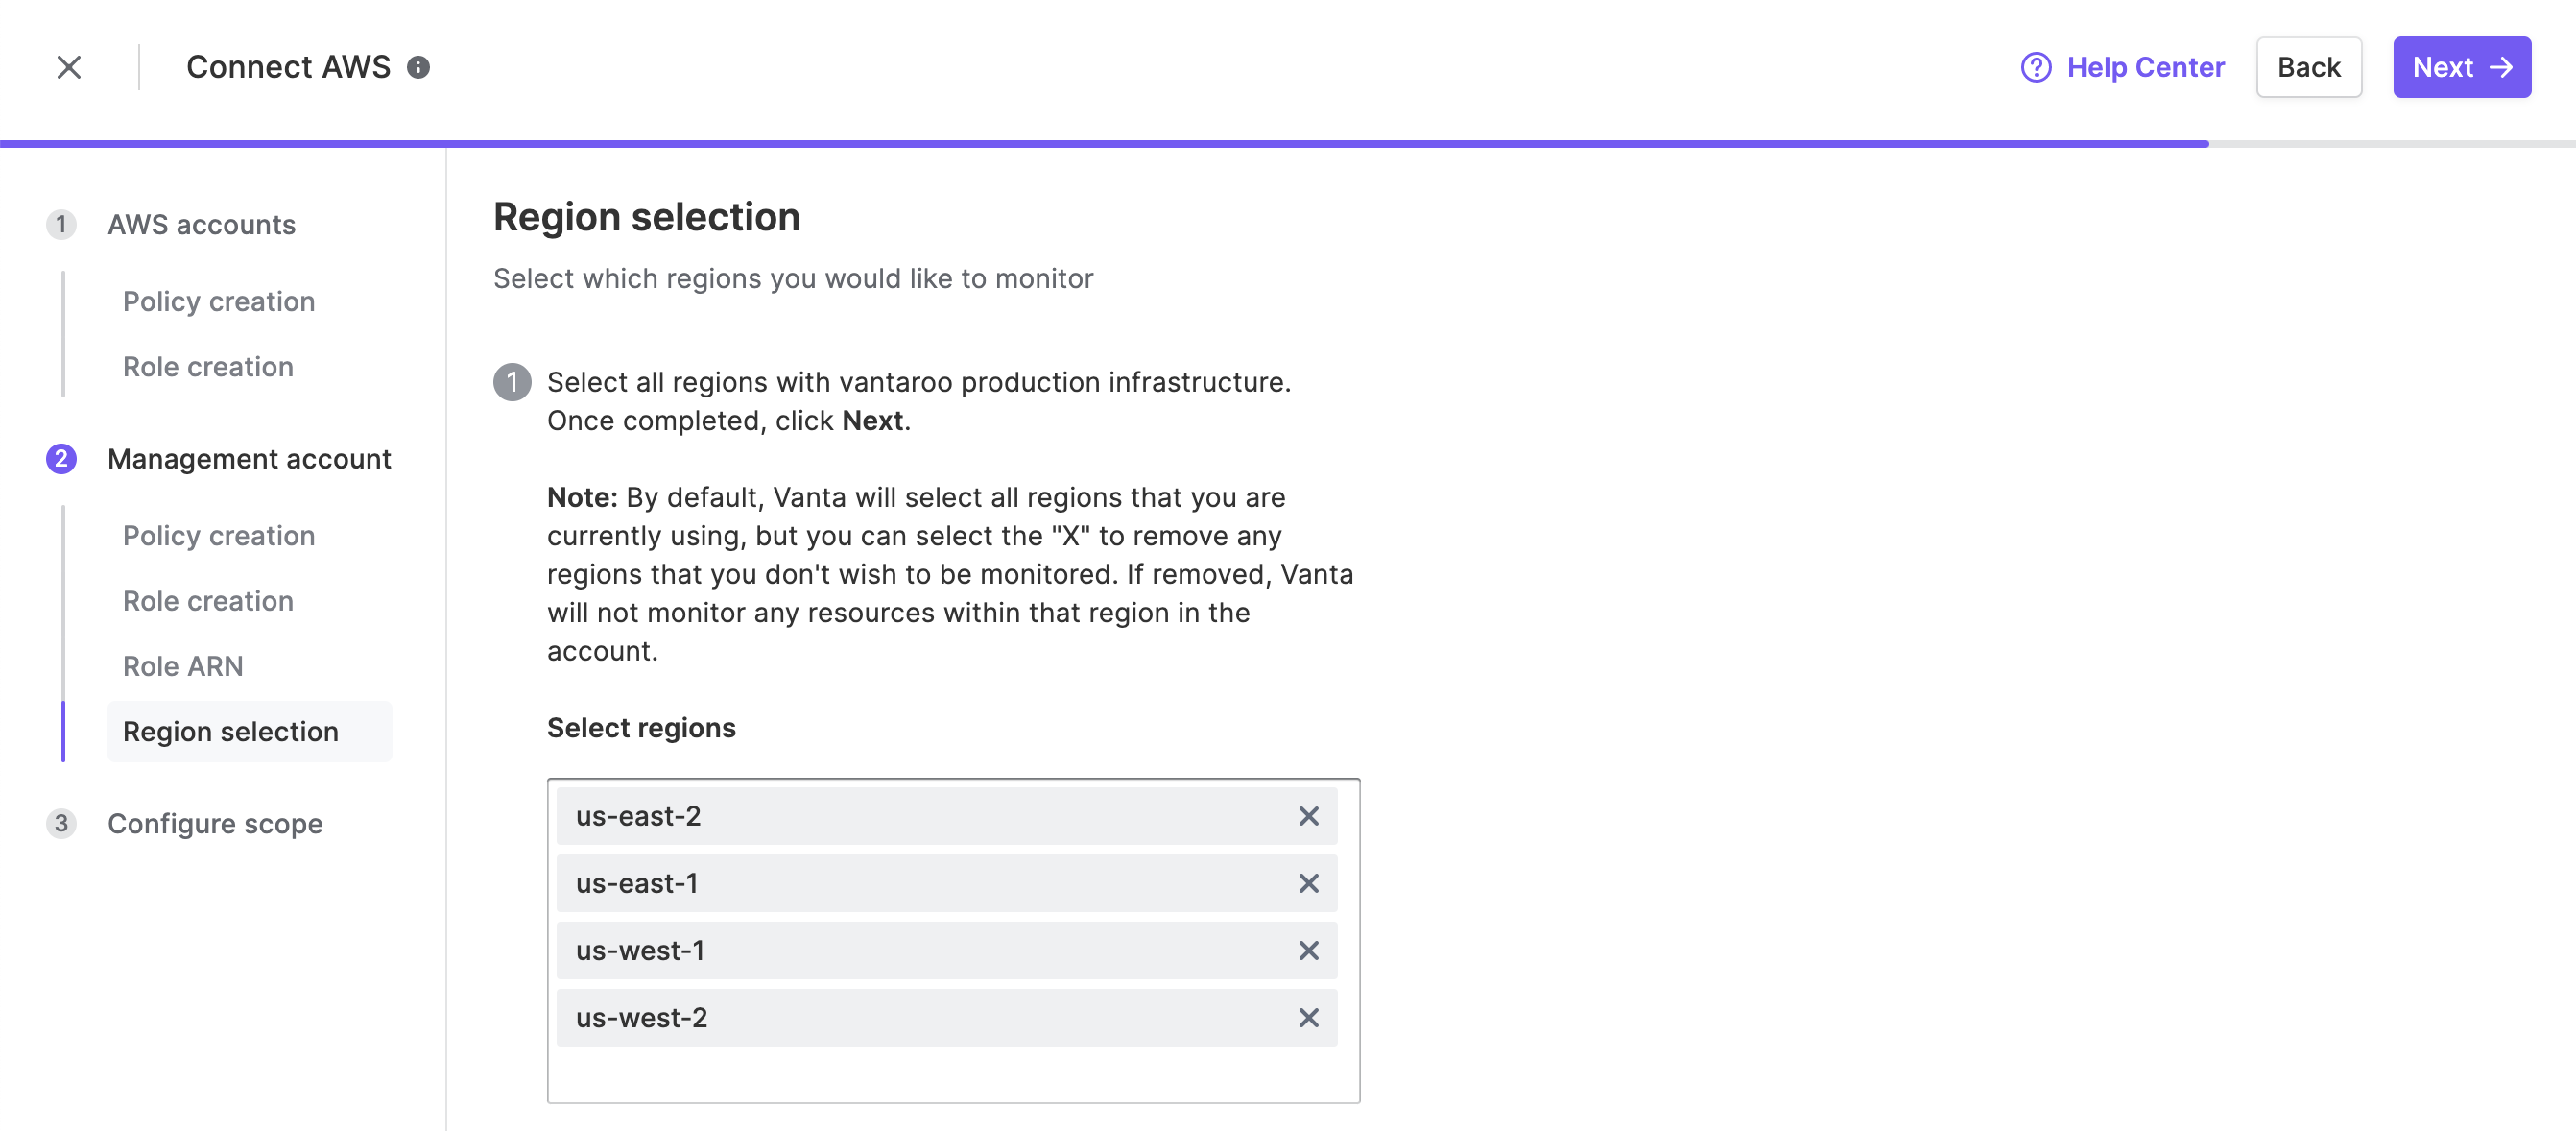 Connect AWS
Help Center
Back
Next
1 AWS accounts
Policy creation
Role creation
2 Management account
Policy creation
Role creation
Role ARN
Region selection
3 Configure scope
Region selection
Select which regions you would like to monitor
1 Select all regions with vantaroo production infrastructure.
Once completed, click Next.
Note: By default, Vanta will select all regions that you are
currently using, but you can select the "X" to remove any
regions that you don't wish to be monitored. If removed, Vanta
will not monitor any resources within that region in the
account.
Select regions
us-east-2
us-east-1
us-west-1
us-west-2